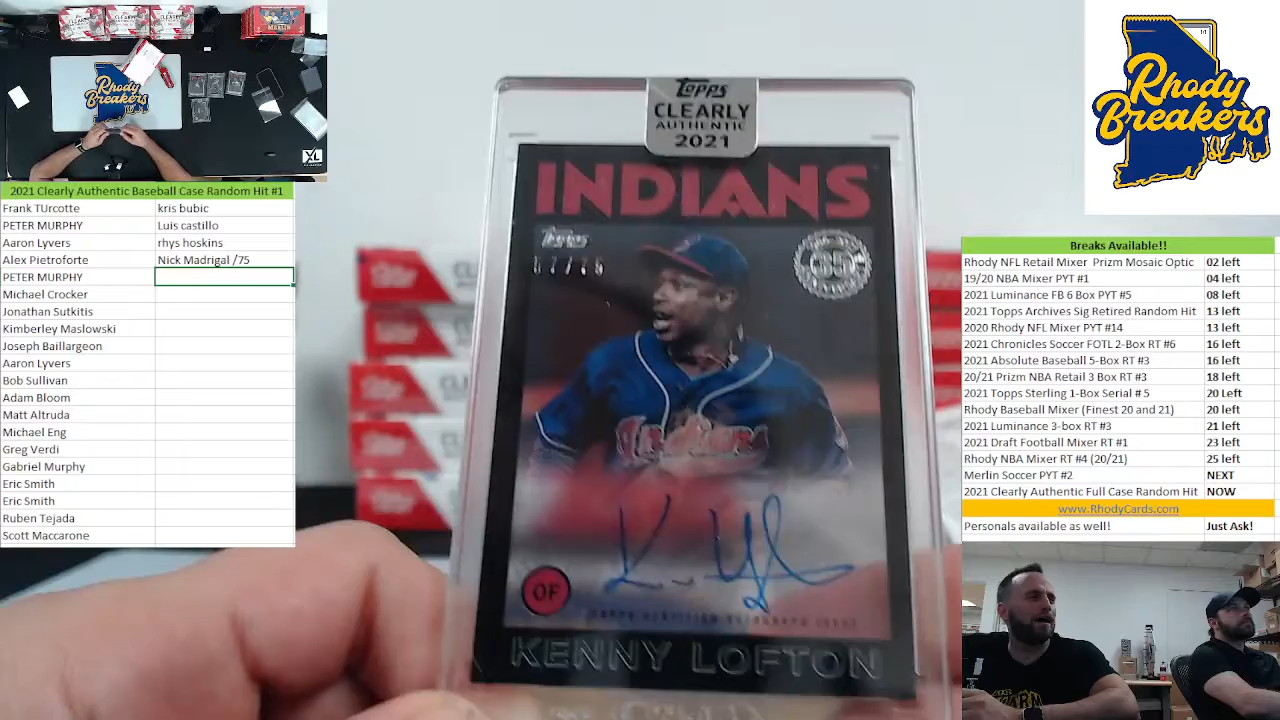 Rhody
Breakers
XL
2021 Clearly Authentic Baseball Case Random Hit #1
Frank TUrcotte kris bubic
PETER MURPHY Luis castillo
Aaron Lyvers rhys hoskins
Alex Pietroforte Nick Madrigal /75
PETER MURPHY
Michael Crocker
Jonathan Sutkitis
Kimberley Maslowski
Joseph Baillargeon
Aaron Lyvers
Bob Sullivan
Adam Bloom
Matt Altruda
Michael Eng
Greg Verdi
Gabriel Murphy
Eric Smith
Eric Smith
Ruben Tejada
Scott Maccarone
Topps
CLEARLY
AUTHENTIC
2021
INDIANS
Topps
35
Indians
OF
TOPPS CERTIFIED AUTOGRAPH ISSUE
KENNY LOFTON
Rhody
Breakers
Breaks Available!!
Rhody NFL Retail Mixer Prizm Mosaic Optic 02 left
19/20 NBA Mixer PYT #1 04 left
2021 Luminance FB 6 Box PYT #5 08 left
2021 Topps Archives Sig Retired Random Hit 13 left
2020 Rhody NFL Mixer PYT #14 13 left
2021 Chronicles Soccer FOTL 2-Box RT #6 16 left
2021 Absolute Baseball 5-Box RT #3 16 left
20/21 Prizm NBA Retail 3 Box RT #3 18 left
2021 Topps Sterling 1-Box Serial # 5 20 Left
Rhody Baseball Mixer (Finest 20 and 21) 20 left
2021 Luminance 3-box RT #3 21 left
2021 Draft Football Mixer RT #1 23 left
Rhody NBA Mixer RT #4 (20/21) 25 left
Merlin Soccer PYT #2 NEXT
2021 Clearly Authentic Full Case Random Hit NOW
www.RhodyCards.com
Personals available as well! Just Ask!